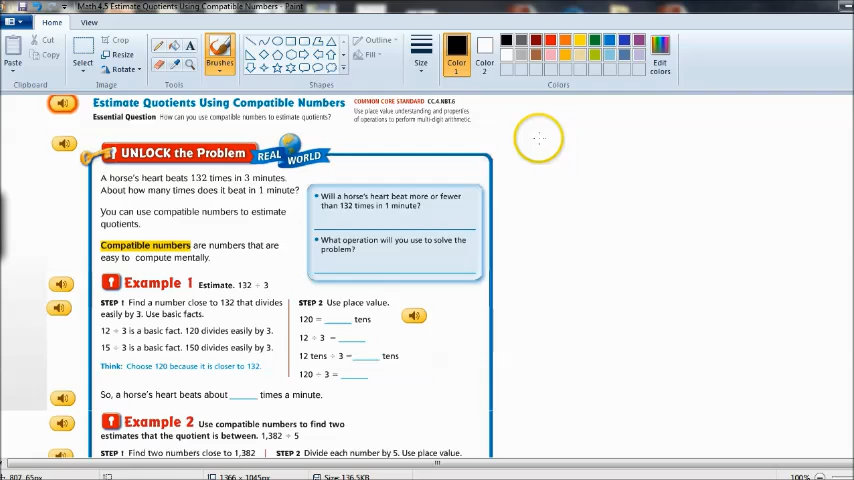 Math 4.5 Estimate Quotients Using Compatible Numbers - Paint
Home View
Cut
Copy
Paste
Clipboard
Crop
Resize
Rotate
Select
Image
Tools
Brushes
Shapes
Outline
Fill
Size
Color 1
Color 2
Edit colors
Colors
Estimate Quotients Using Compatible Numbers
Essential Question How can you use compatible numbers to estimate quotients?
COMMON CORE STANDARD CC.4.NBT.6
Use place value understanding and properties
of operations to perform multi-digit arithmetic.
UNLOCK the Problem REAL WORLD
A horse's heart beats 132 times in 3 minutes.
About how many times does it beat in 1 minute?
You can use compatible numbers to estimate
quotients.
Compatible numbers are numbers that are
easy to compute mentally.
• Will a horse's heart beat more or fewer
than 132 times in 1 minute?
• What operation will you use to solve the
problem?
Example 1 Estimate. 132 ÷ 3
STEP 1 Find a number close to 132 that divides
easily by 3. Use basic facts.
12 ÷ 3 is a basic fact. 120 divides easily by 3.
15 ÷ 3 is a basic fact. 150 divides easily by 3.
Think: Choose 120 because it is closer to 132.
STEP 2 Use place value.
120 = _____ tens
12 ÷ 3 = _____
12 tens ÷ 3 = _____ tens
120 ÷ 3 = _____
So, a horse's heart beats about _____ times a minute.
Example 2 Use compatible numbers to find two
estimates that the quotient is between. 1,382 ÷ 5
STEP 1 Find two numbers close to 1,382
STEP 2 Divide each number by 5. Use place value.
807, 65px
1366 × 1045px
Size: 136.5KB
100%